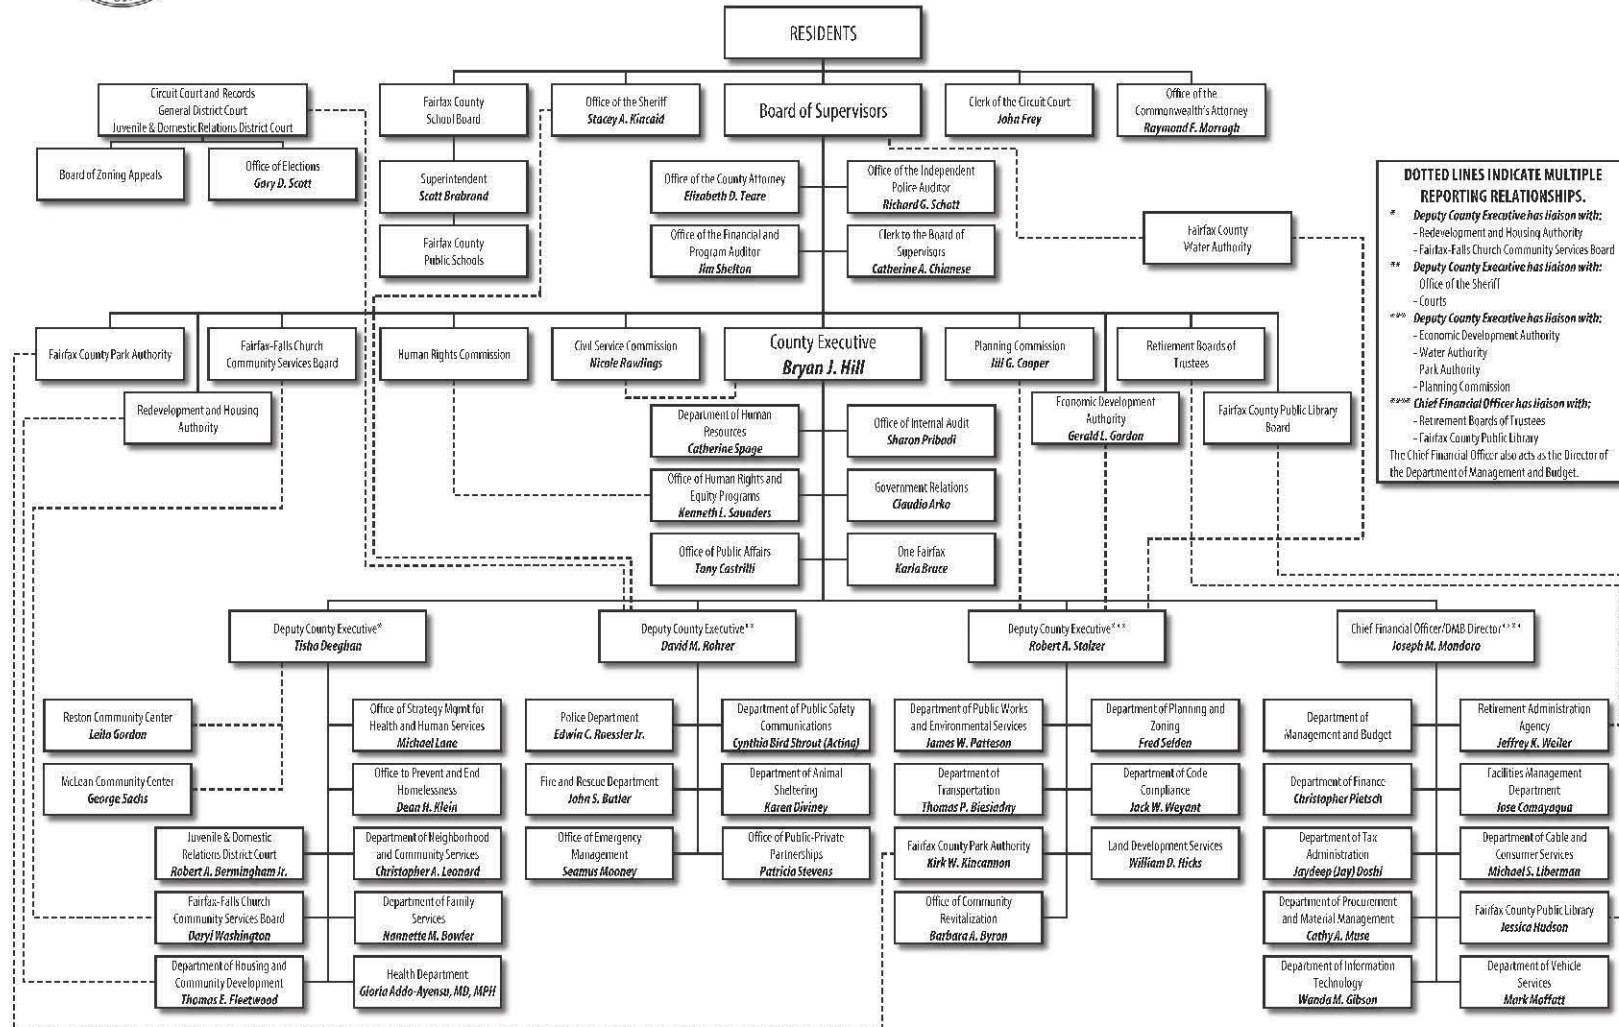 RESIDENTS
Circuit Court and Records
General District Court
Juvenile & Domestic Relations District Court
Fairfax County
School Board
Office of the Sheriff
Stacey A. Kincaid
Board of Supervisors
Clerk of the Circuit Court
John Frey
Office of the
Commonwealth's Attorney
Raymond F. Morrogh
Board of Zoning Appeals
Office of Elections
Gary D. Scott
Superintendent
Scott Brabrand
Office of the County Attorney
Elizabeth D. Teare
Office of the Independent
Police Auditor
Richard G. Schott
Fairfax County
Public Schools
Office of the Financial and
Program Auditor
Jim Shelton
Clerk to the Board of
Supervisors
Catherine A. Chianese
Fairfax County
Water Authority
DOTTED LINES INDICATE MULTIPLE
REPORTING RELATIONSHIPS.
* Deputy County Executive has liaison with:
– Redevelopment and Housing Authority
– Fairfax-Falls Church Community Services Board
** Deputy County Executive has liaison with:
Office of the Sheriff
– Courts
*** Deputy County Executive has liaison with:
– Economic Development Authority
– Water Authority
Park Authority
– Planning Commission
**** Chief Financial Officer has liaison with:
– Retirement Boards of Trustees
– Fairfax County Public Library
The Chief Financial Officer also acts as the Director of
the Department of Management and Budget.
Fairfax County Park Authority
Fairfax-Falls Church
Community Services Board
Human Rights Commission
Civil Service Commission
Nicole Rawlings
County Executive
Bryan J. Hill
Planning Commission
Jill G. Cooper
Retirement Boards of
Trustees
Redevelopment and Housing
Authority
Economic Development
Authority
Gerald L. Gordon
Fairfax County Public Library
Board
Department of Human
Resources
Catherine Spage
Office of Internal Audit
Sharon Pribadi
Office of Human Rights and
Equity Programs
Kenneth L. Saunders
Government Relations
Claudia Arko
Office of Public Affairs
Tony Castrilli
One Fairfax
Karla Bruce
Deputy County Executive*
Tisha Deeghan
Deputy County Executive**
David M. Rohrer
Deputy County Executive***
Robert A. Stalzer
Chief Financial Officer/DMB Director****
Joseph M. Mondoro
Reston Community Center
Leila Gordon
Office of Strategy Mgmt for
Health and Human Services
Michael Lane
McLean Community Center
George Sachs
Office to Prevent and End
Homelessness
Dean H. Klein
Juvenile & Domestic
Relations District Court
Robert A. Bermingham Jr.
Department of Neighborhood
and Community Services
Christopher A. Leonard
Fairfax-Falls Church
Community Services Board
Daryl Washington
Department of Family
Services
Nannette M. Bowler
Department of Housing and
Community Development
Thomas E. Fleetwood
Health Department
Gloria Addo-Ayensu, MD, MPH
Police Department
Edwin C. Roessler Jr.
Department of Public Safety
Communications
Cynthia Bird Shrout (Acting)
Fire and Rescue Department
John S. Butler
Department of Animal
Sheltering
Karen Diviney
Office of Emergency
Management
Seamus Mooney
Office of Public-Private
Partnerships
Patricia Stevens
Department of Public Works
and Environmental Services
James W. Patteson
Department of Planning and
Zoning
Fred Selden
Department of
Transportation
Thomas P. Biesiadny
Department of Code
Compliance
Jack W. Weyant
Fairfax County Park Authority
Kirk W. Kincannon
Land Development Services
William D. Hicks
Office of Community
Revitalization
Barbara A. Byron
Department of
Management and Budget
Retirement Administration
Agency
Jeffrey K. Weiler
Department of Finance
Christopher Pietsch
Facilities Management
Department
Jose Comayagua
Department of Tax
Administration
Jaydeep (Jay) Doshi
Department of Cable and
Consumer Services
Michael S. Liberman
Department of Procurement
and Material Management
Cathy A. Muse
Fairfax County Public Library
Jessica Hudson
Department of Information
Technology
Wanda M. Gibson
Department of Vehicle
Services
Mark Moffatt